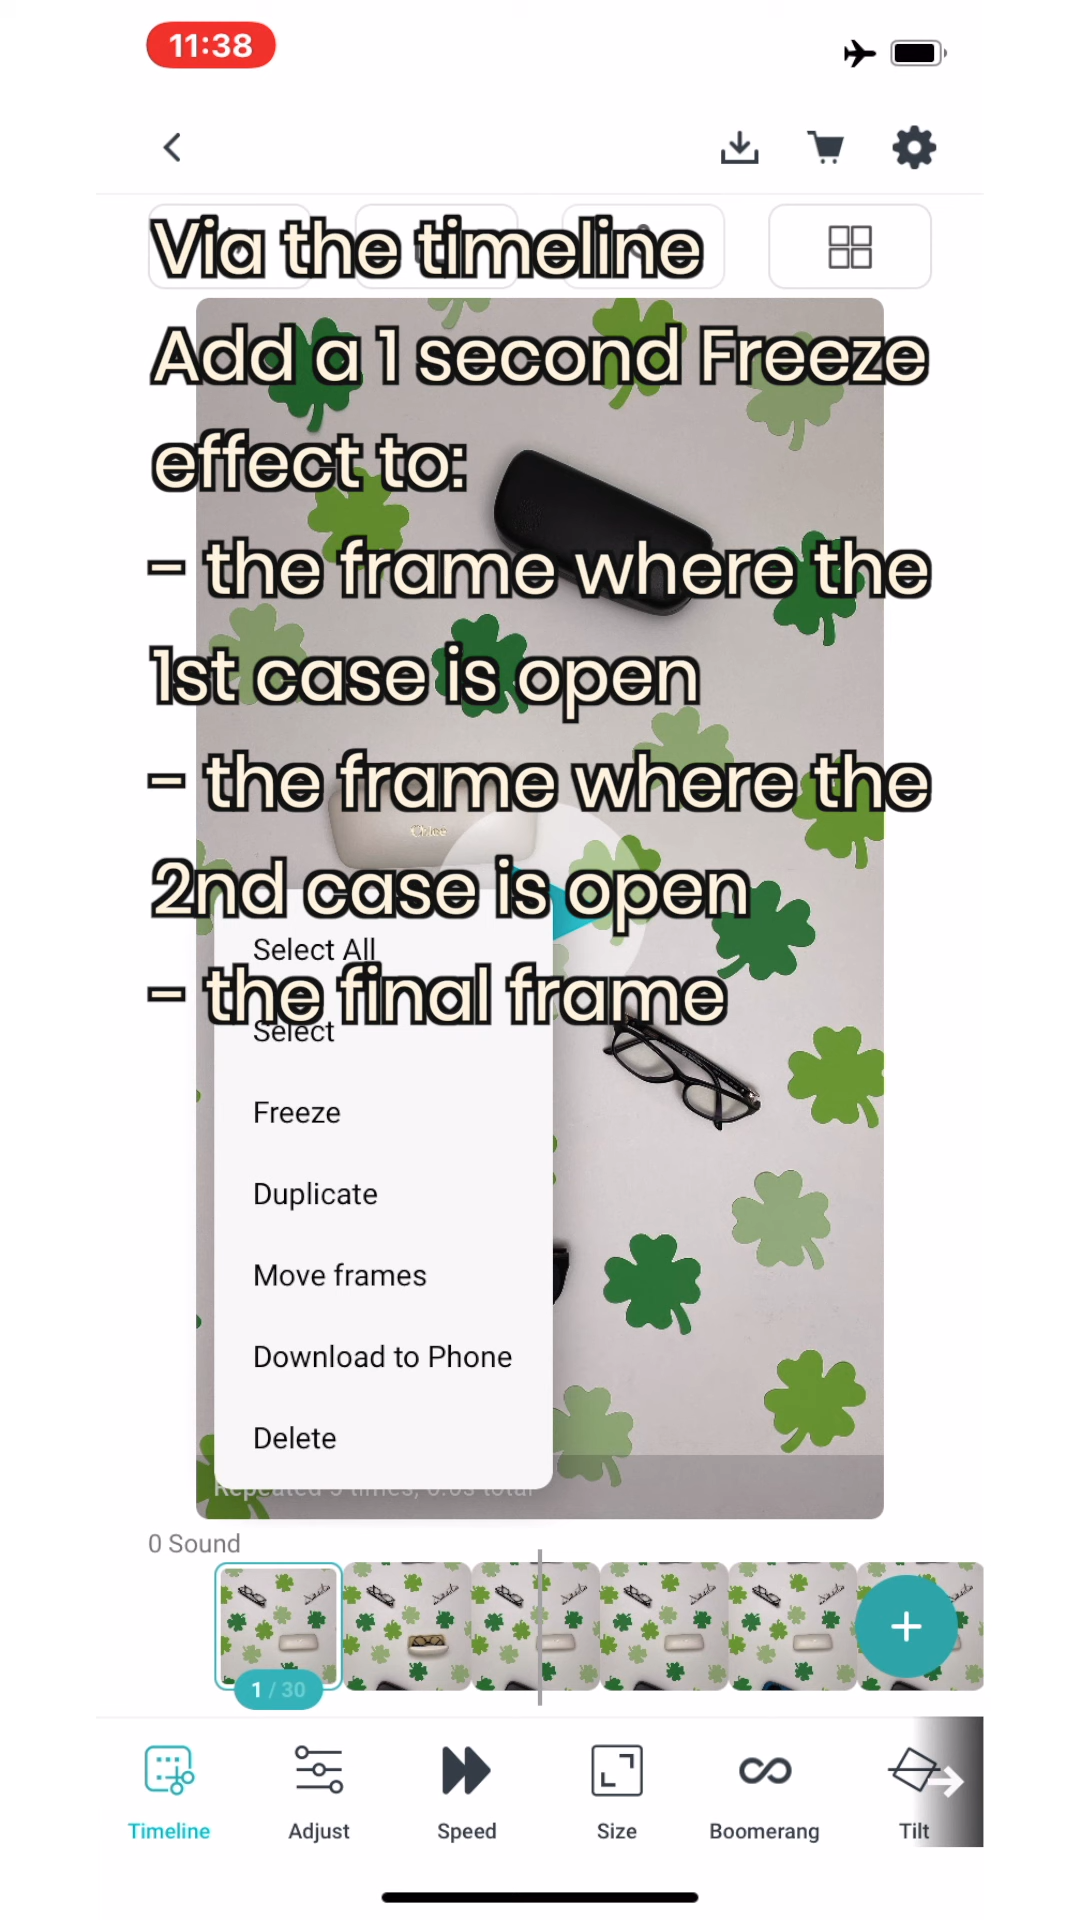 11:38
Via the timeline
Add a 1 second Freeze
effect to:
- the frame where the
1st case is open
- the frame where the
Chloé
2nd case is open
Select All
- the final frame
Select
Freeze
Duplicate
Move frames
Download to Phone
Delete
0 Sound
1 / 30
Timeline
Adjust
Speed
Size
Boomerang
Tilt